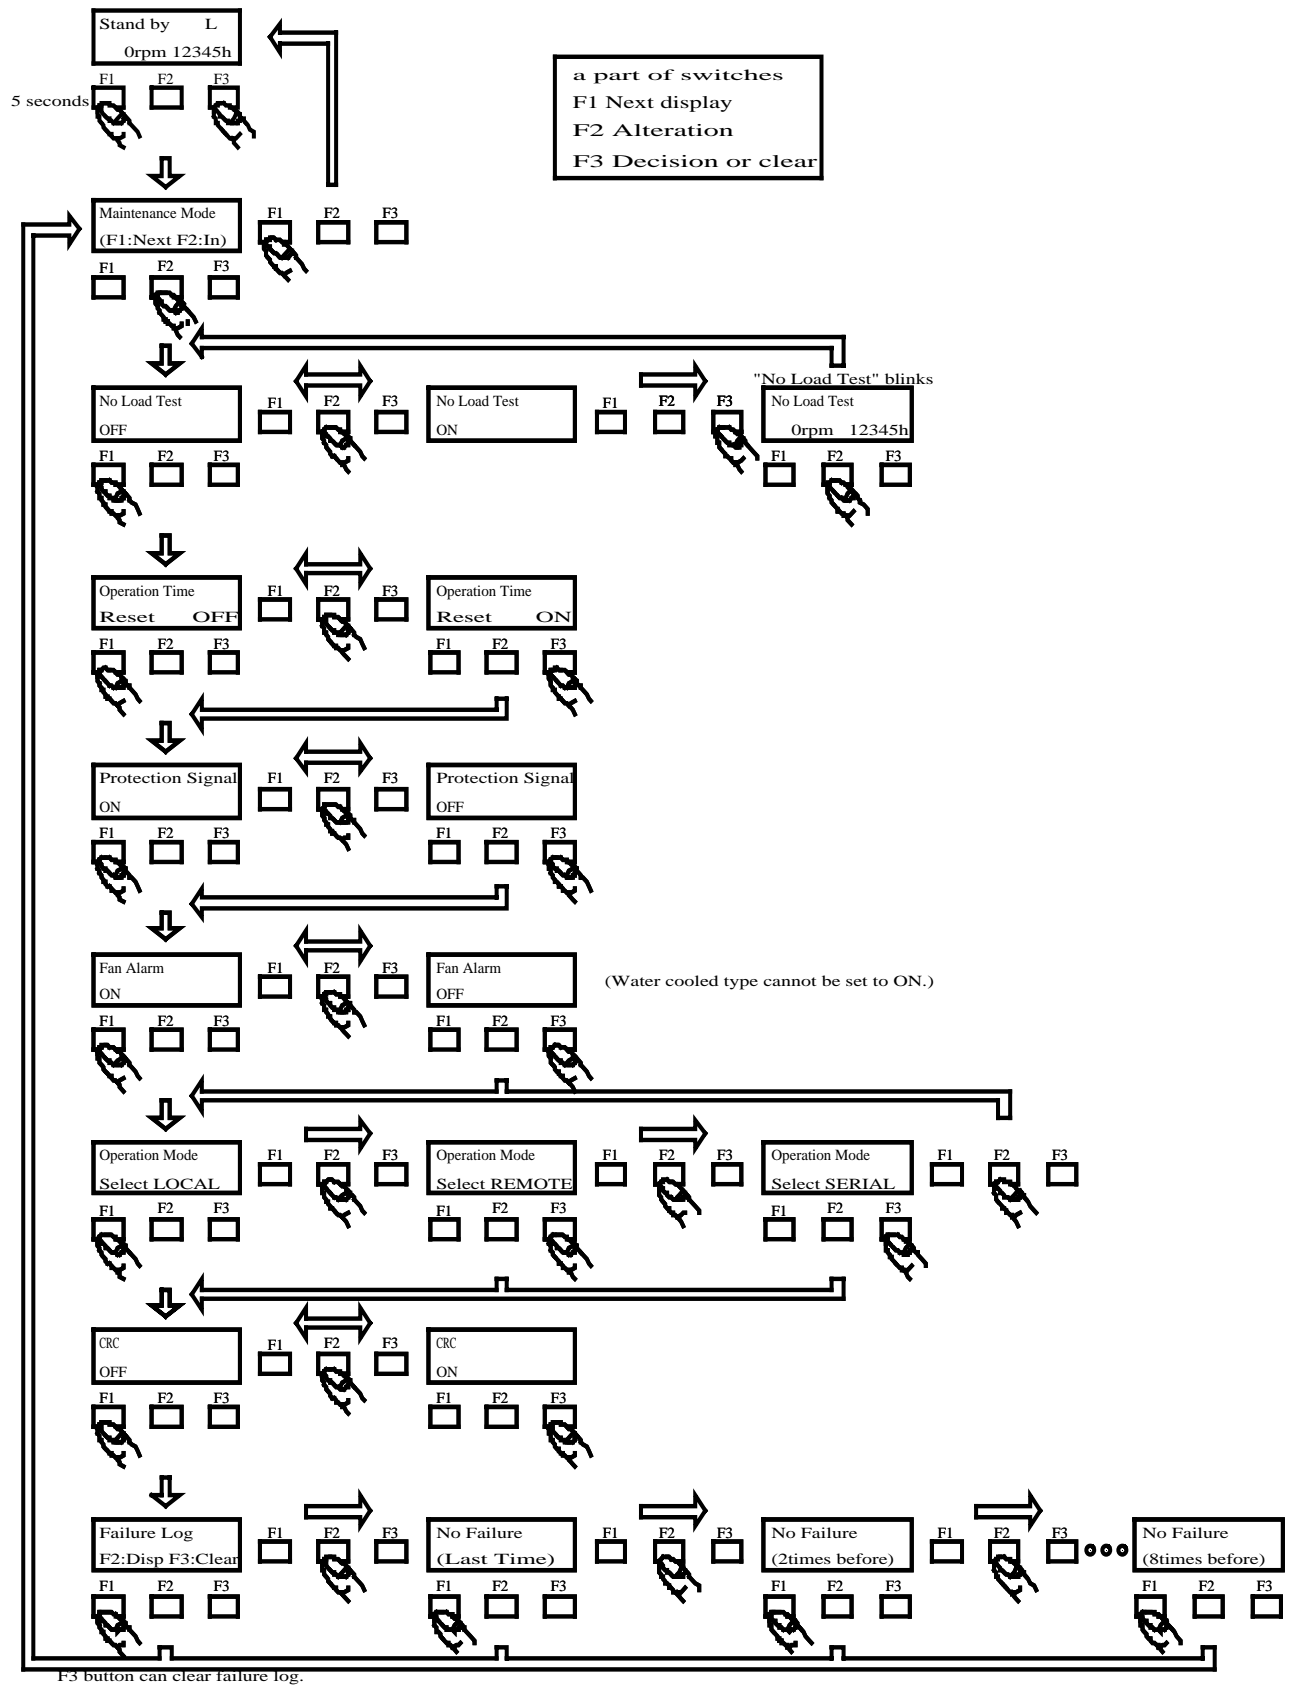 Stand by L
0rpm 12345h
F1 F2 F3
5 seconds
a part of switches
F1 Next display
F2 Alteration
F3 Decision or clear
Maintenance Mode
(F1:Next F2:In)
F1 F2 F3
F1 F2 F3
"No Load Test" blinks
No Load Test
OFF
F1 F2 F3
No Load Test
ON
F1 F2 F3
No Load Test
0rpm 12345h
F1 F2 F3
F1 F2 F3
Operation Time
Reset OFF
F1 F2 F3
Operation Time
Reset ON
F1 F2 F3
F1 F2 F3
Protection Signal
ON
F1 F2 F3
Protection Signal
OFF
F1 F2 F3
F1 F2 F3
Fan Alarm
ON
F1 F2 F3
Fan Alarm
OFF
(Water cooled type cannot be set to ON.)
F1 F2 F3
F1 F2 F3
Operation Mode
Select LOCAL
F1 F2 F3
Operation Mode
Select REMOTE
F1 F2 F3
Operation Mode
Select SERIAL
F1 F2 F3
F1 F2 F3
F1 F2 F3
F1 F2 F3
CRC
OFF
F1 F2 F3
CRC
ON
F1 F2 F3
F1 F2 F3
Failure Log
F2:Disp F3:Clear
F1 F2 F3
No Failure
(Last Time)
F1 F2 F3
No Failure
(2times before)
F1 F2 F3
No Failure
(8times before)
F1 F2 F3
F1 F2 F3
F1 F2 F3
F1 F2 F3
F3 button can clear failure log.